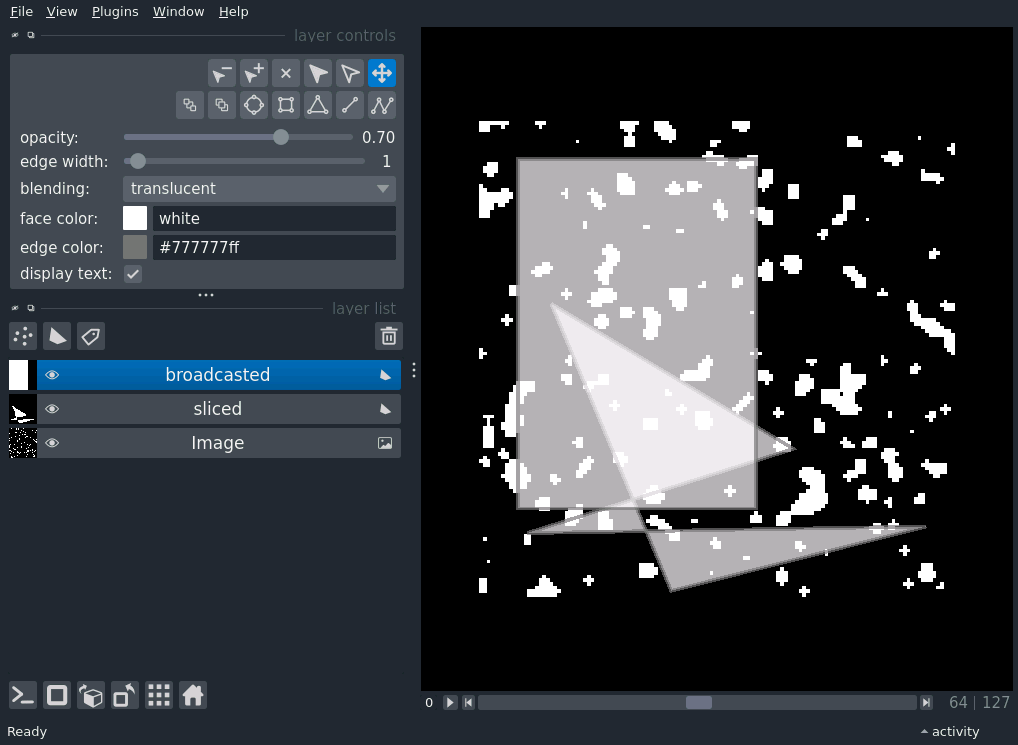 File View Plugins Window Help
layer controls
opacity: 0.70
edge width: 1
blending: translucent
face color: white
edge color: #777777ff
display text:
layer list
broadcasted
sliced
Image
0 64 | 127
Ready activity